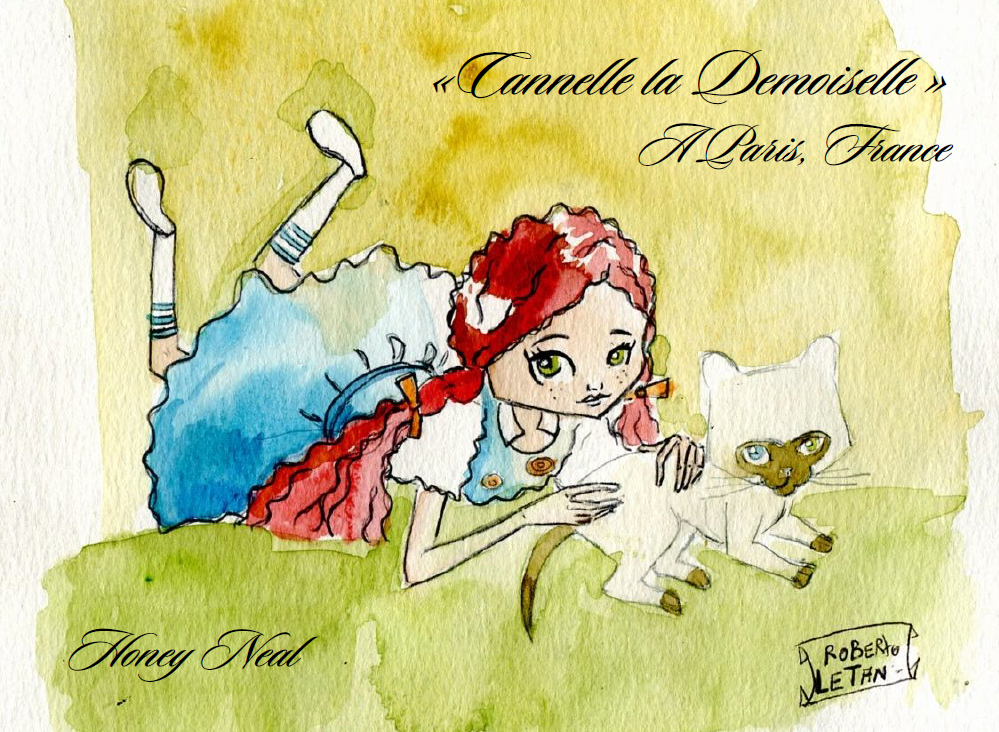 « Cannelle la Demoiselle »
A Paris, France
Honey Neal
ROBERTO
LETAN